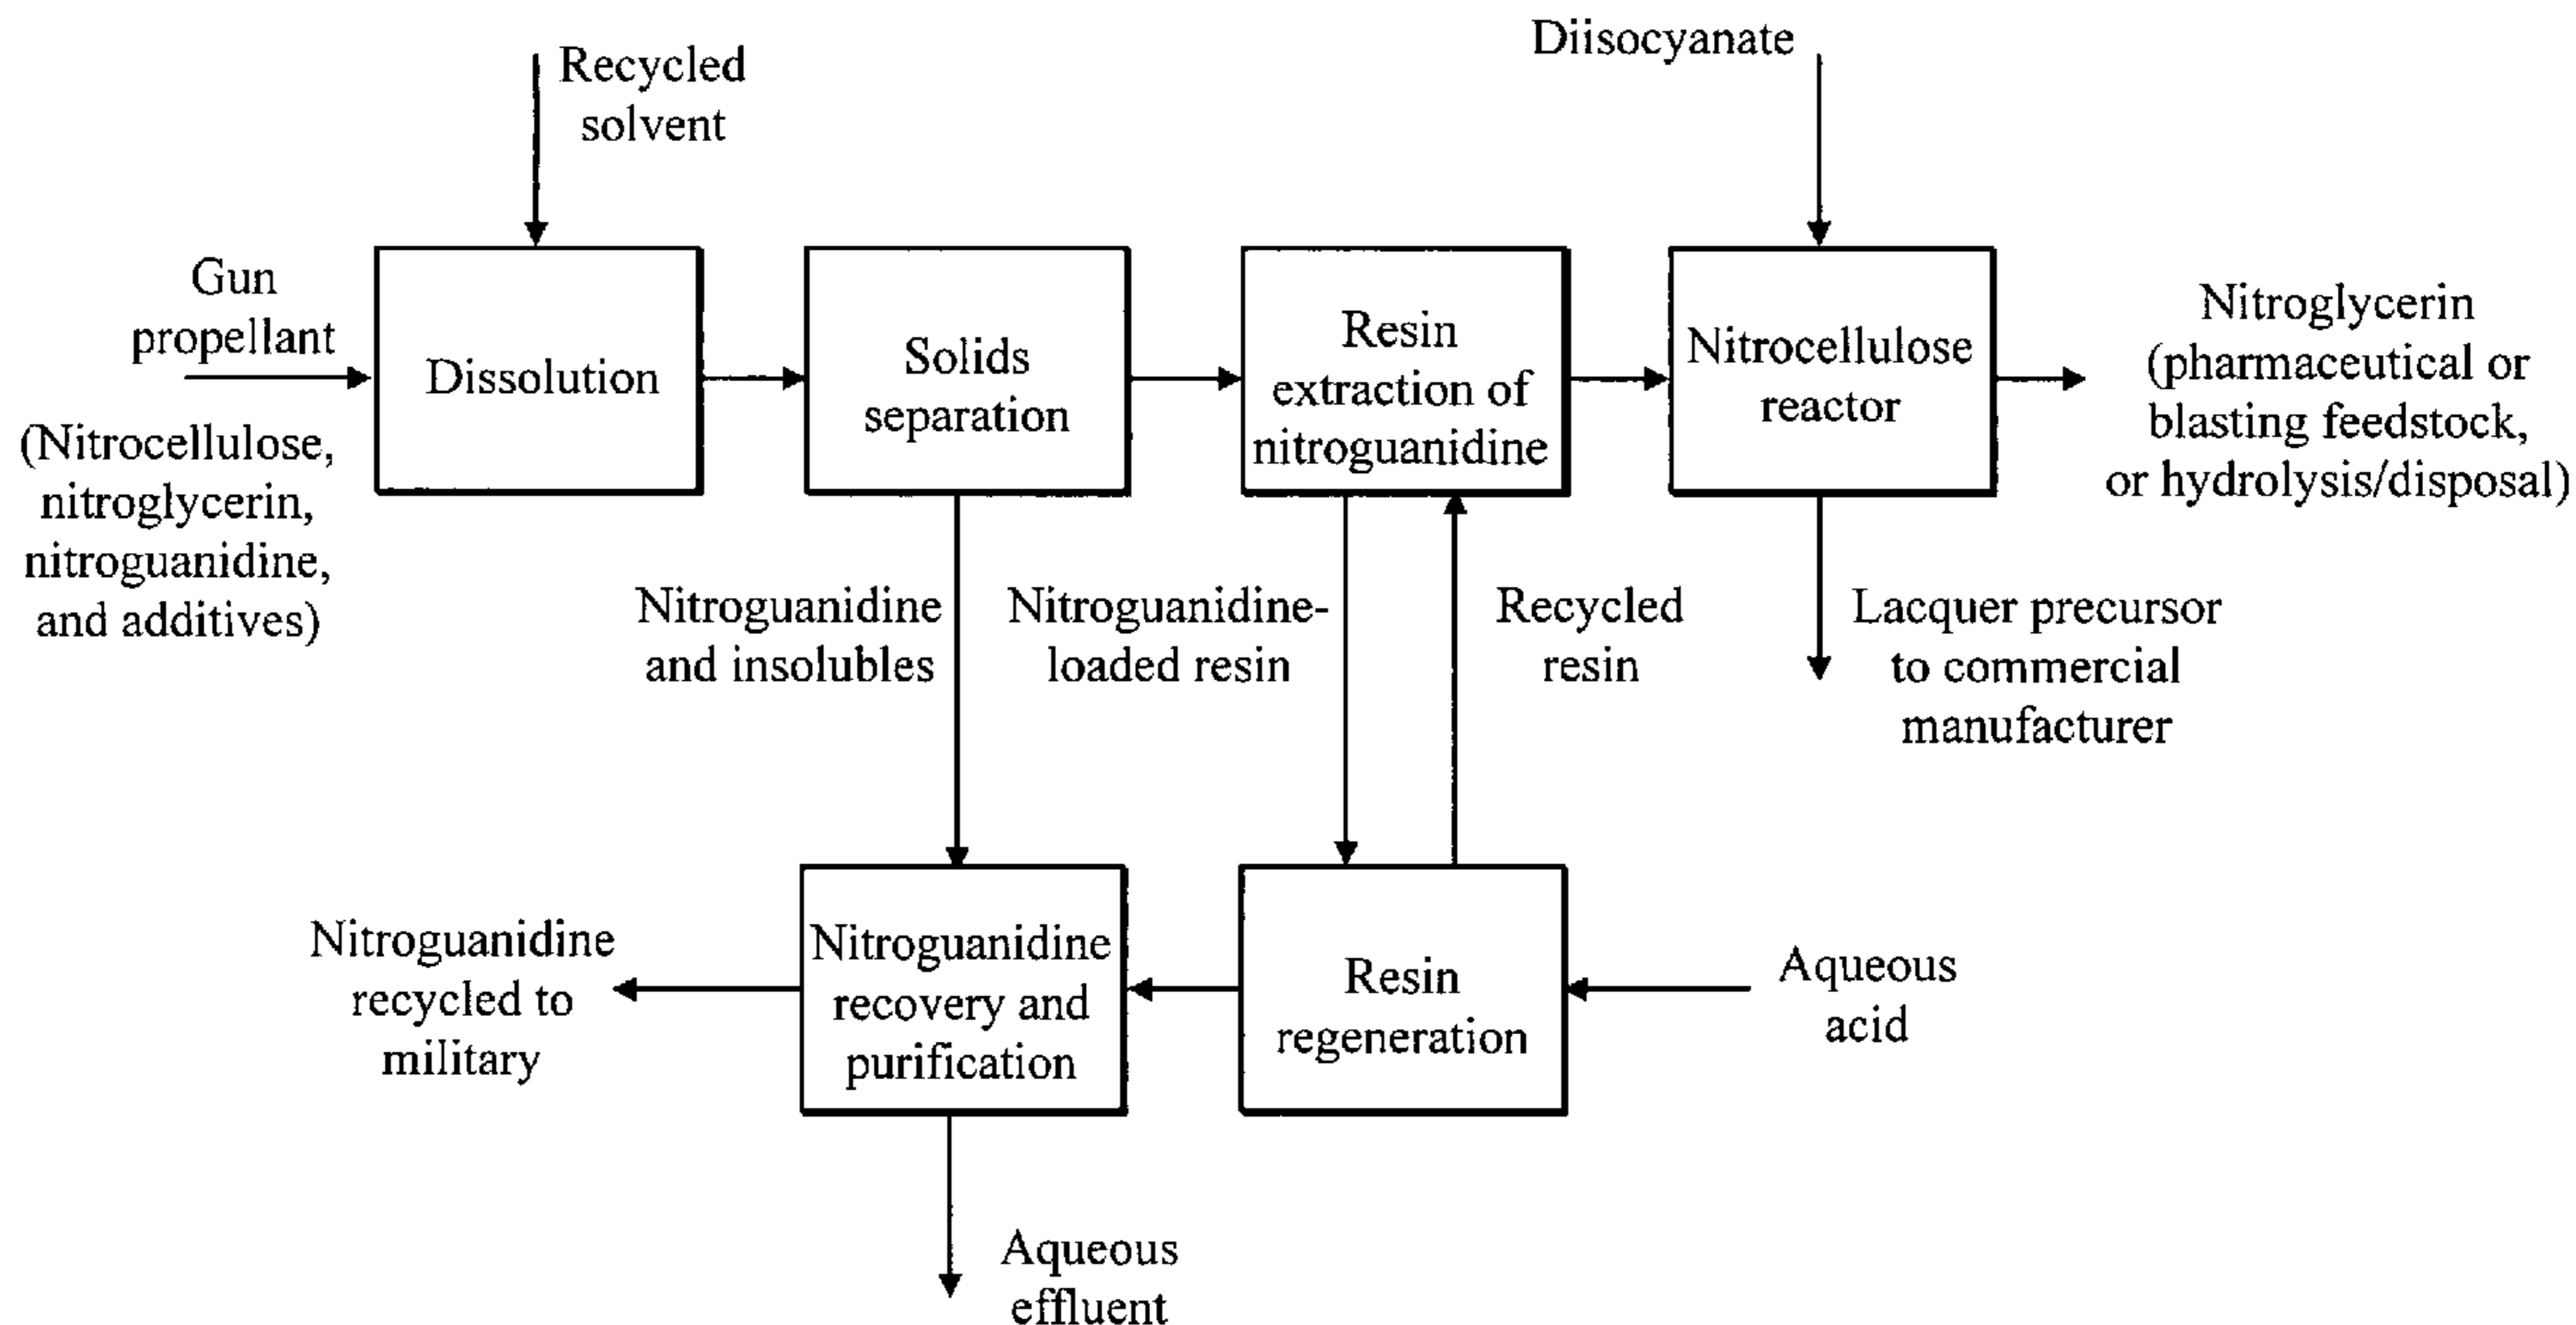 Recycled
solvent
Diisocyanate
Gun
propellant
(Nitrocellulose,
nitroglycerin,
nitroguanidine,
and additives)
Dissolution
Solids
separation
Resin
extraction of
nitroguanidine
Nitrocellulose
reactor
Nitroglycerin
(pharmaceutical or
blasting feedstock,
or hydrolysis/disposal)
Nitroguanidine
and insolubles
Nitroguanidine-
loaded resin
Recycled
resin
Lacquer precursor
to commercial
manufacturer
Nitroguanidine
recycled to
military
Nitroguanidine
recovery and
purification
Resin
regeneration
Aqueous
acid
Aqueous
effluent